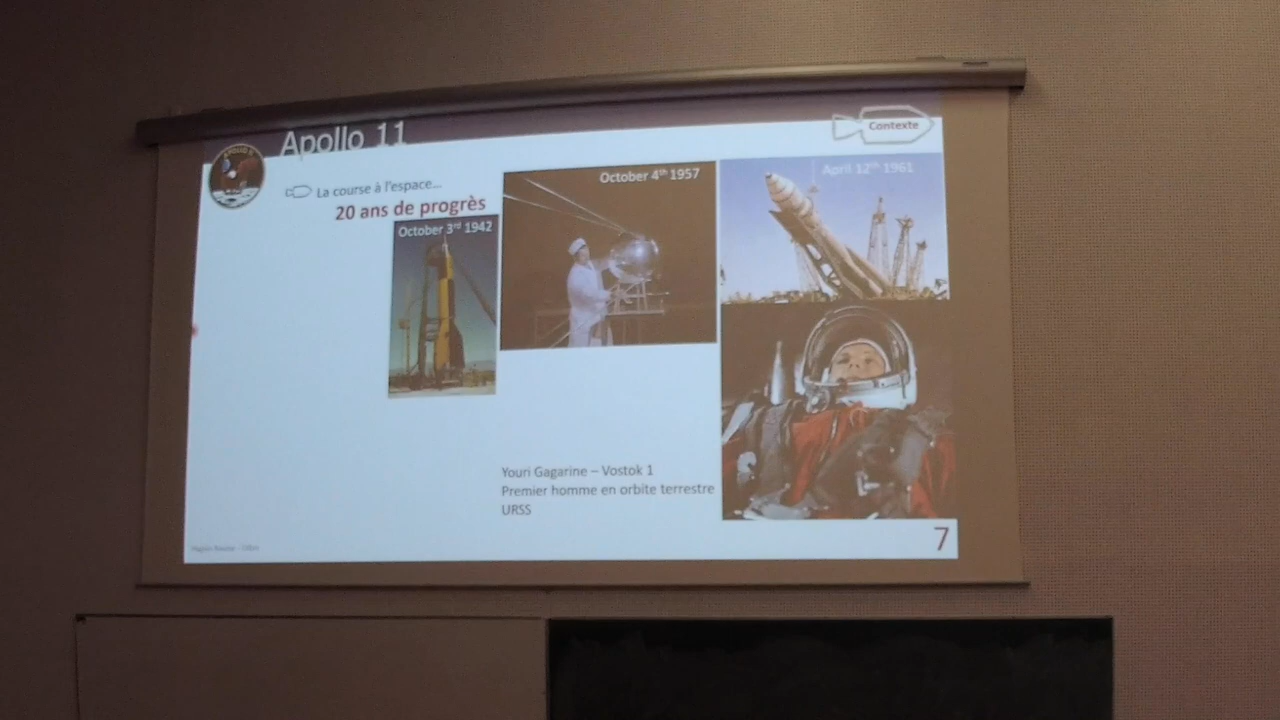 Apollo 11
Contexte
La course à l'espace...
20 ans de progrès
October 3rd 1942
October 4th 1957
April 12th 1961
Youri Gagarine – Vostok 1
Premier homme en orbite terrestre
URSS
7